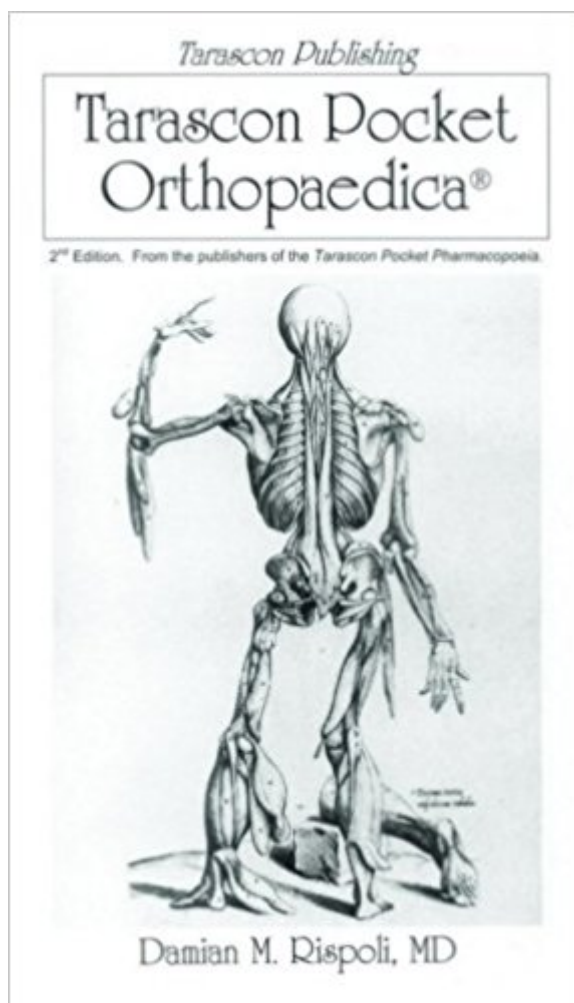 Tarascon Publishing
Tarascon Pocket
Orthopaedica®
2nd Edition. From the publishers of the Tarascon Pocket Pharmacopoeia.
Damian M. Rispoli, MD